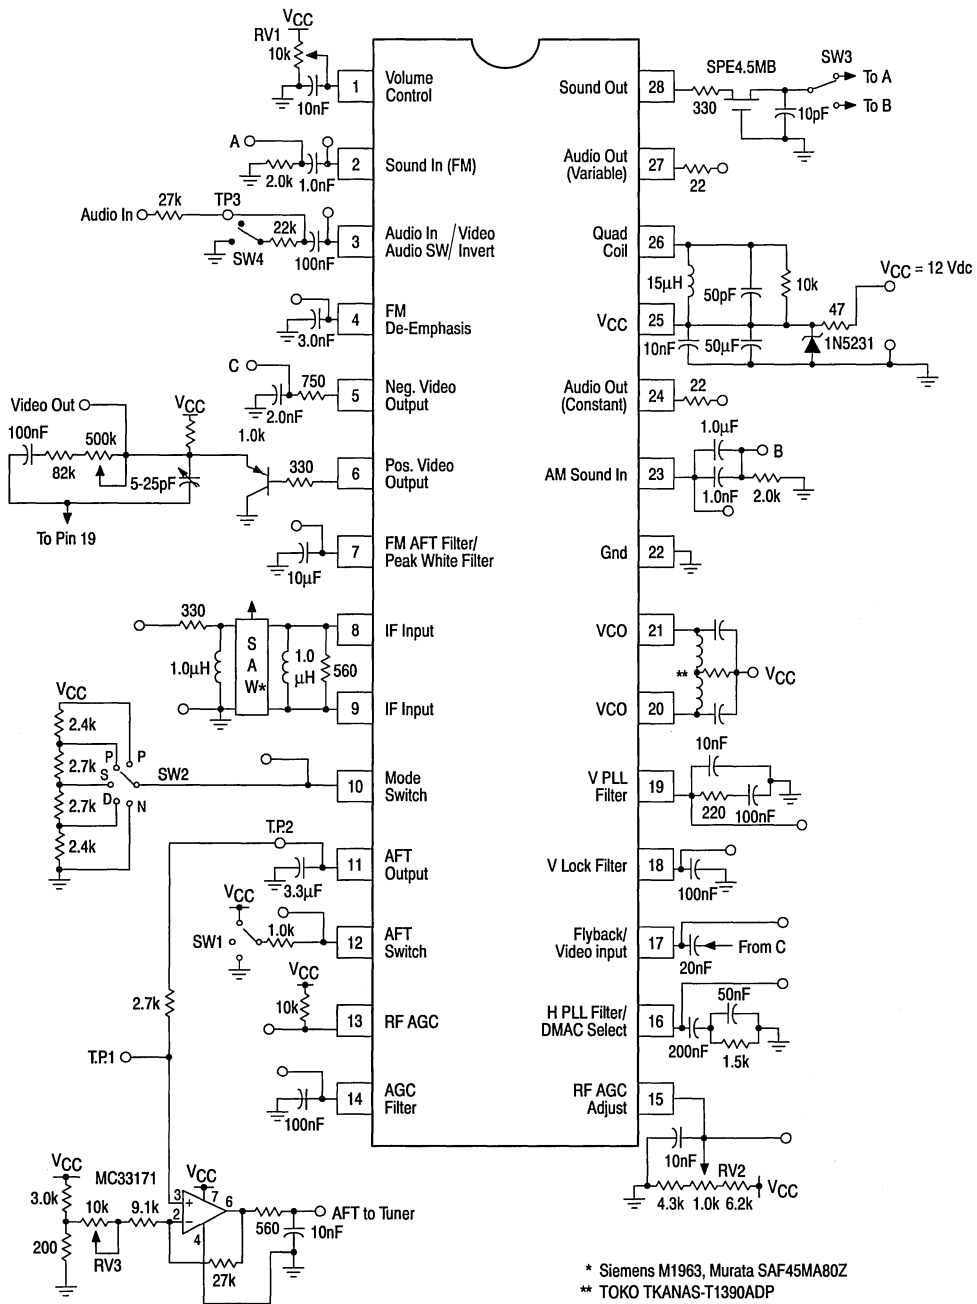 VCC
RV1
10k
10nF
1
Volume
Control
A
2.0k
1.0nF
2
Sound In (FM)
Audio In
27k
TP3
22k
SW4
100nF
3
Audio In / Video
Audio SW / Invert
3.0nF
4
FM
De-Emphasis
C
750
2.0nF
5
Neg. Video
Output
Video Out
100nF
500k
82k
VCC
1.0k
5-25pF
330
6
Pos. Video
Output
To Pin 19
10µF
7
FM AFT Filter/
Peak White Filter
330
1.0µH
S
A
W*
1.0
µH
560
8
IF Input
9
IF Input
VCC
2.4k
2.7k
2.7k
2.4k
P
P
S
D
N
SW2
10
Mode
Switch
T.P.2
3.3µF
11
AFT
Output
VCC
SW1
1.0k
12
AFT
Switch
VCC
10k
13
RF AGC
2.7k
T.P.1
100nF
14
AGC
Filter
VCC
3.0k
200
10k
RV3
MC33171
9.1k
VCC
3
+
2
–
7
6
4
27k
560
10nF
AFT to Tuner
Sound Out
28
330
SPE4.5MB
10pF
SW3
To A
To B
Audio Out
(Variable)
27
22
Quad
Coil
26
15µH
50pF
10k
VCC = 12 Vdc
VCC
25
10nF
50µF
47
1N5231
Audio Out
(Constant)
24
22
AM Sound In
23
1.0µF
B
1.0nF
2.0k
Gnd
22
VCO
21
**
VCC
VCO
20
V PLL
Filter
19
10nF
220
100nF
V Lock Filter
18
100nF
Flyback/
Video input
17
20nF
From C
H PLL Filter/
DMAC Select
16
200nF
50nF
1.5k
RF AGC
Adjust
15
10nF
RV2
4.3k
1.0k
6.2k
VCC
* Siemens M1963, Murata SAF45MA80Z
** TOKO TKANAS-T1390ADP